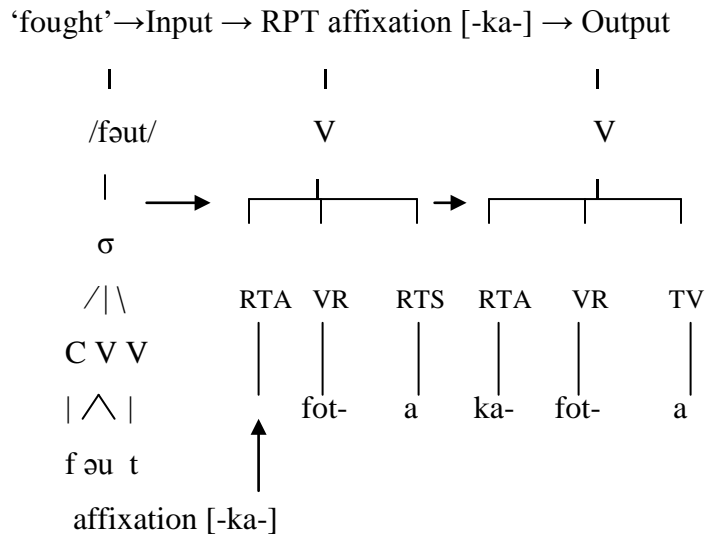 ‘fought’→Input → RPT affixation [-ka-] → Output
/fəut/ V V
σ
RTA VR RTS RTA VR TV
C V V
fot- a ka- fot- a
f əu t
affixation [-ka-]